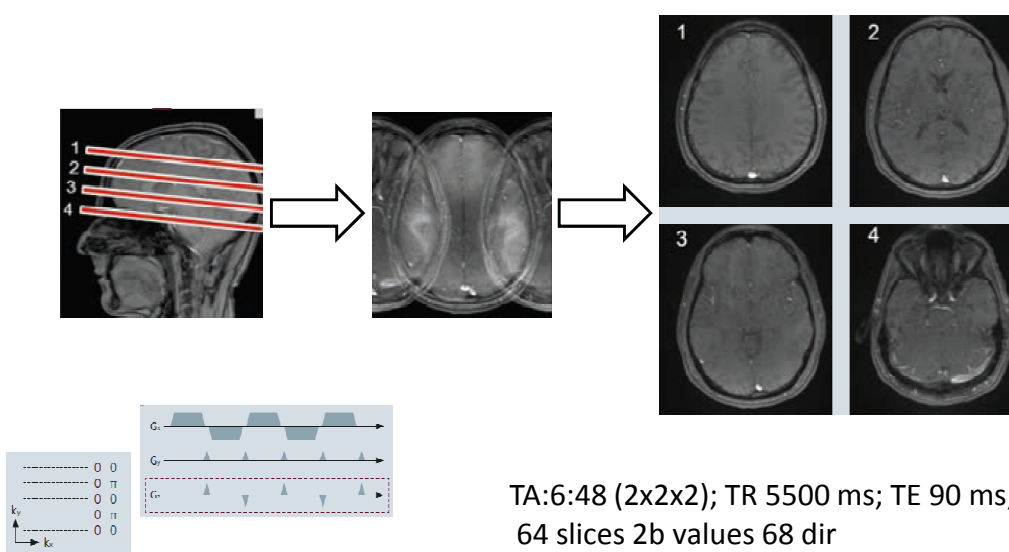 1
2
3
4
1
2
3
4
Gx
Gy
Gz
0 0
0 π
0 0
0 π
0 0
ky
kx
TA:6:48 (2x2x2); TR 5500 ms; TE 90 ms,
64 slices 2b values 68 dir